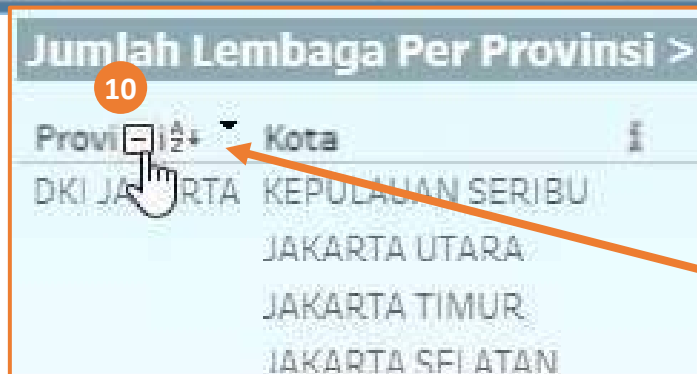 Jumlah Lembaga Per Provinsi >
10
Kota
DKI JAKARTA KEPULAUAN SERIBU
JAKARTA UTARA
JAKARTA TIMUR
JAKARTA SELATAN